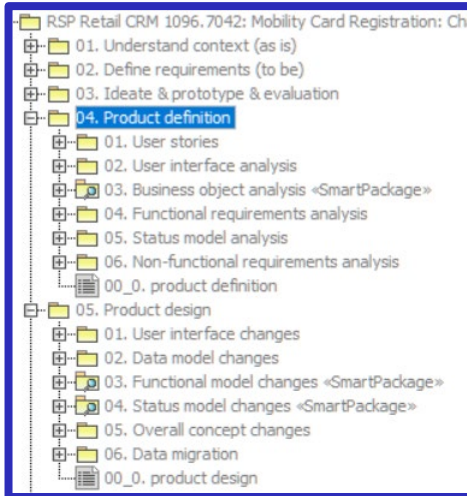 RSP Retail CRM 1096.7042: Mobility Card Registration: Ch
01. Understand context (as is)
02. Define requirements (to be)
03. Ideate & prototype & evaluation
04. Product definition
01. User stories
02. User interface analysis
03. Business object analysis «SmartPackage»
04. Functional requirements analysis
05. Status model analysis
06. Non-functional requirements analysis
00_0. product definition
05. Product design
01. User interface changes
02. Data model changes
03. Functional model changes «SmartPackage»
04. Status model changes «SmartPackage»
05. Overall concept changes
06. Data migration
00_0. product design